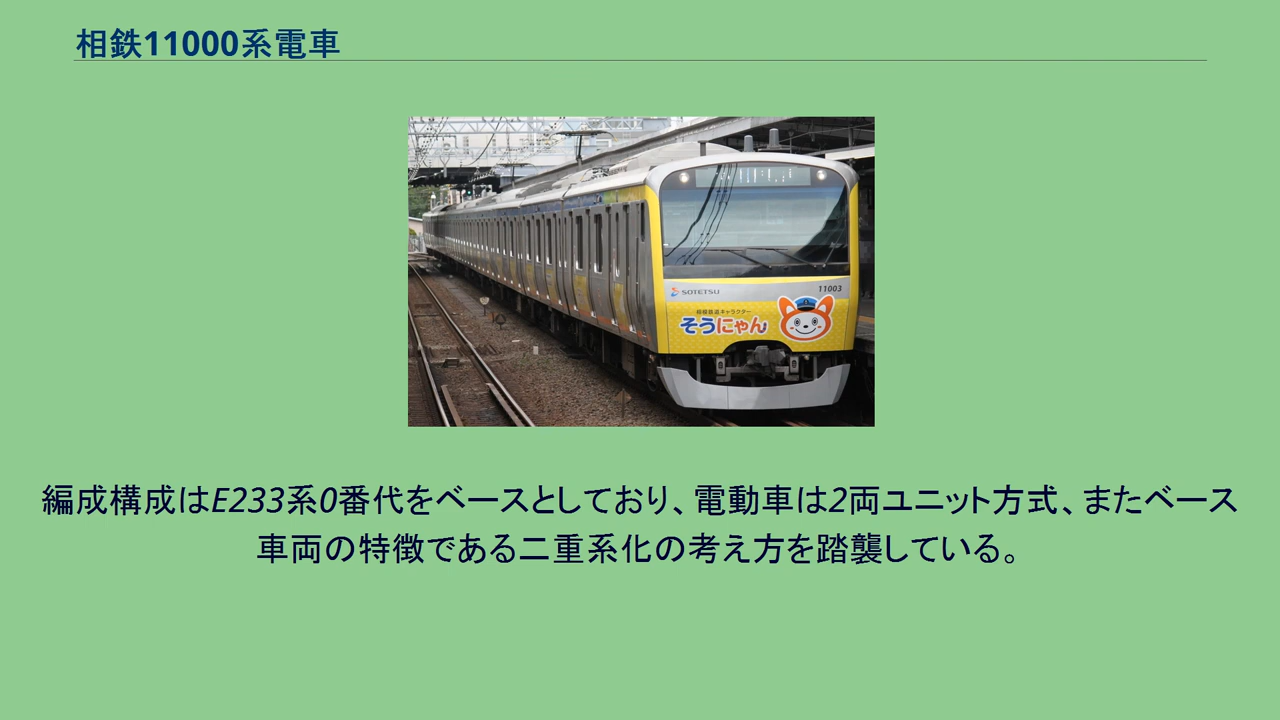 相鉄11000系電車
SOTETSU
11003
相模鉄道キャラクター
そうにゃん
編成構成はE233系0番代をベースとしており、電動車は2両ユニット方式、またベース
車両の特徴である二重系化の考え方を踏襲している。